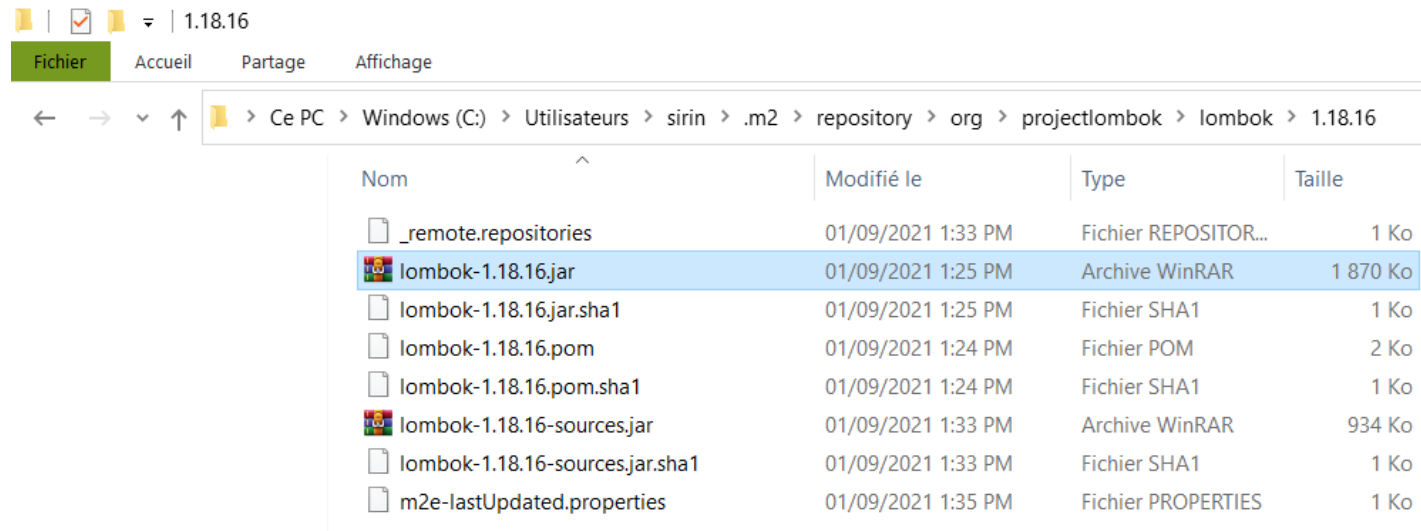 1.18.16
Fichier Accueil Partage Affichage
Ce PC > Windows (C:) > Utilisateurs > sirin > .m2 > repository > org > projectlombok > lombok > 1.18.16
Nom Modifié le Type Taille
_remote.repositories 01/09/2021 1:33 PM Fichier REPOSITOR... 1 Ko
lombok-1.18.16.jar 01/09/2021 1:25 PM Archive WinRAR 1 870 Ko
lombok-1.18.16.jar.sha1 01/09/2021 1:25 PM Fichier SHA1 1 Ko
lombok-1.18.16.pom 01/09/2021 1:24 PM Fichier POM 2 Ko
lombok-1.18.16.pom.sha1 01/09/2021 1:24 PM Fichier SHA1 1 Ko
lombok-1.18.16-sources.jar 01/09/2021 1:33 PM Archive WinRAR 934 Ko
lombok-1.18.16-sources.jar.sha1 01/09/2021 1:33 PM Fichier SHA1 1 Ko
m2e-lastUpdated.properties 01/09/2021 1:35 PM Fichier PROPERTIES 1 Ko